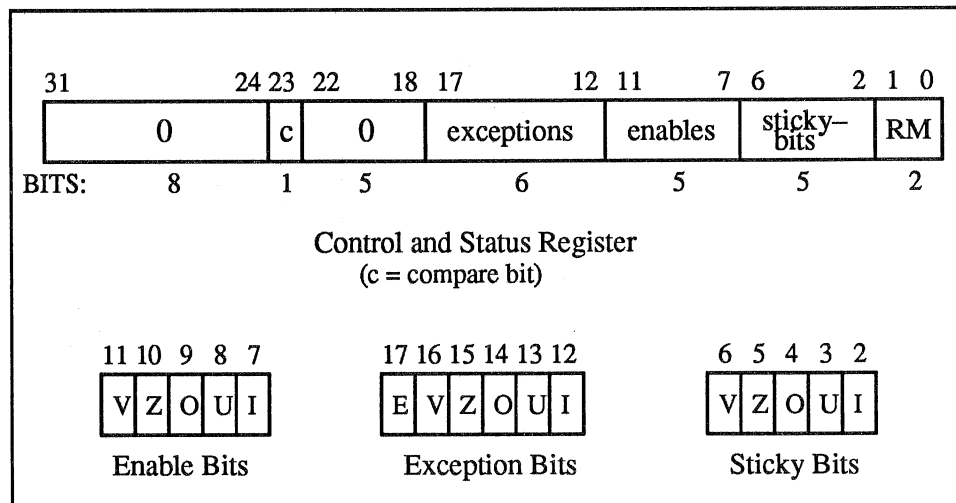 31 24 23 22 18 17 12 11 7 6 2 1 0
0 c 0 exceptions enables sticky– bits RM
BITS: 8 1 5 6 5 5 2
Control and Status Register
(c = compare bit)
11 10 9 8 7
V Z O U I
Enable Bits
17 16 15 14 13 12
E V Z O U I
Exception Bits
6 5 4 3 2
V Z O U I
Sticky Bits